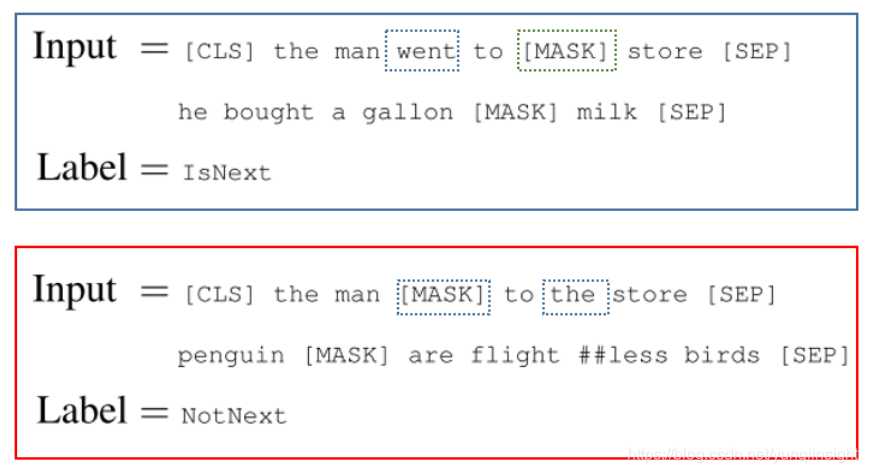 Input = [CLS] the man went to [MASK] store [SEP]
he bought a gallon [MASK] milk [SEP]
Label = IsNext
Input = [CLS] the man [MASK] to the store [SEP]
penguin [MASK] are flight ##less birds [SEP]
Label = NotNext
https://blog.csdn.net/yunqiinsight